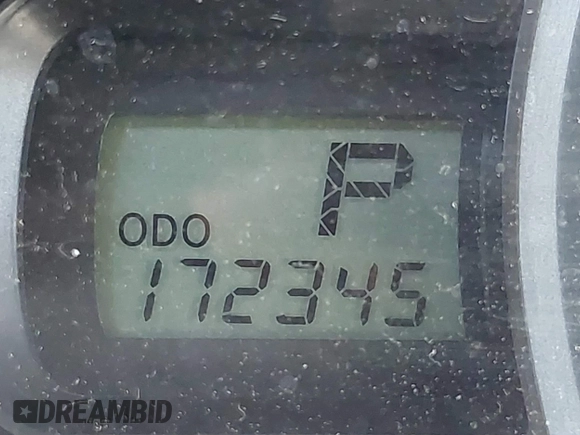 P
ODO
172345
DREAMBID